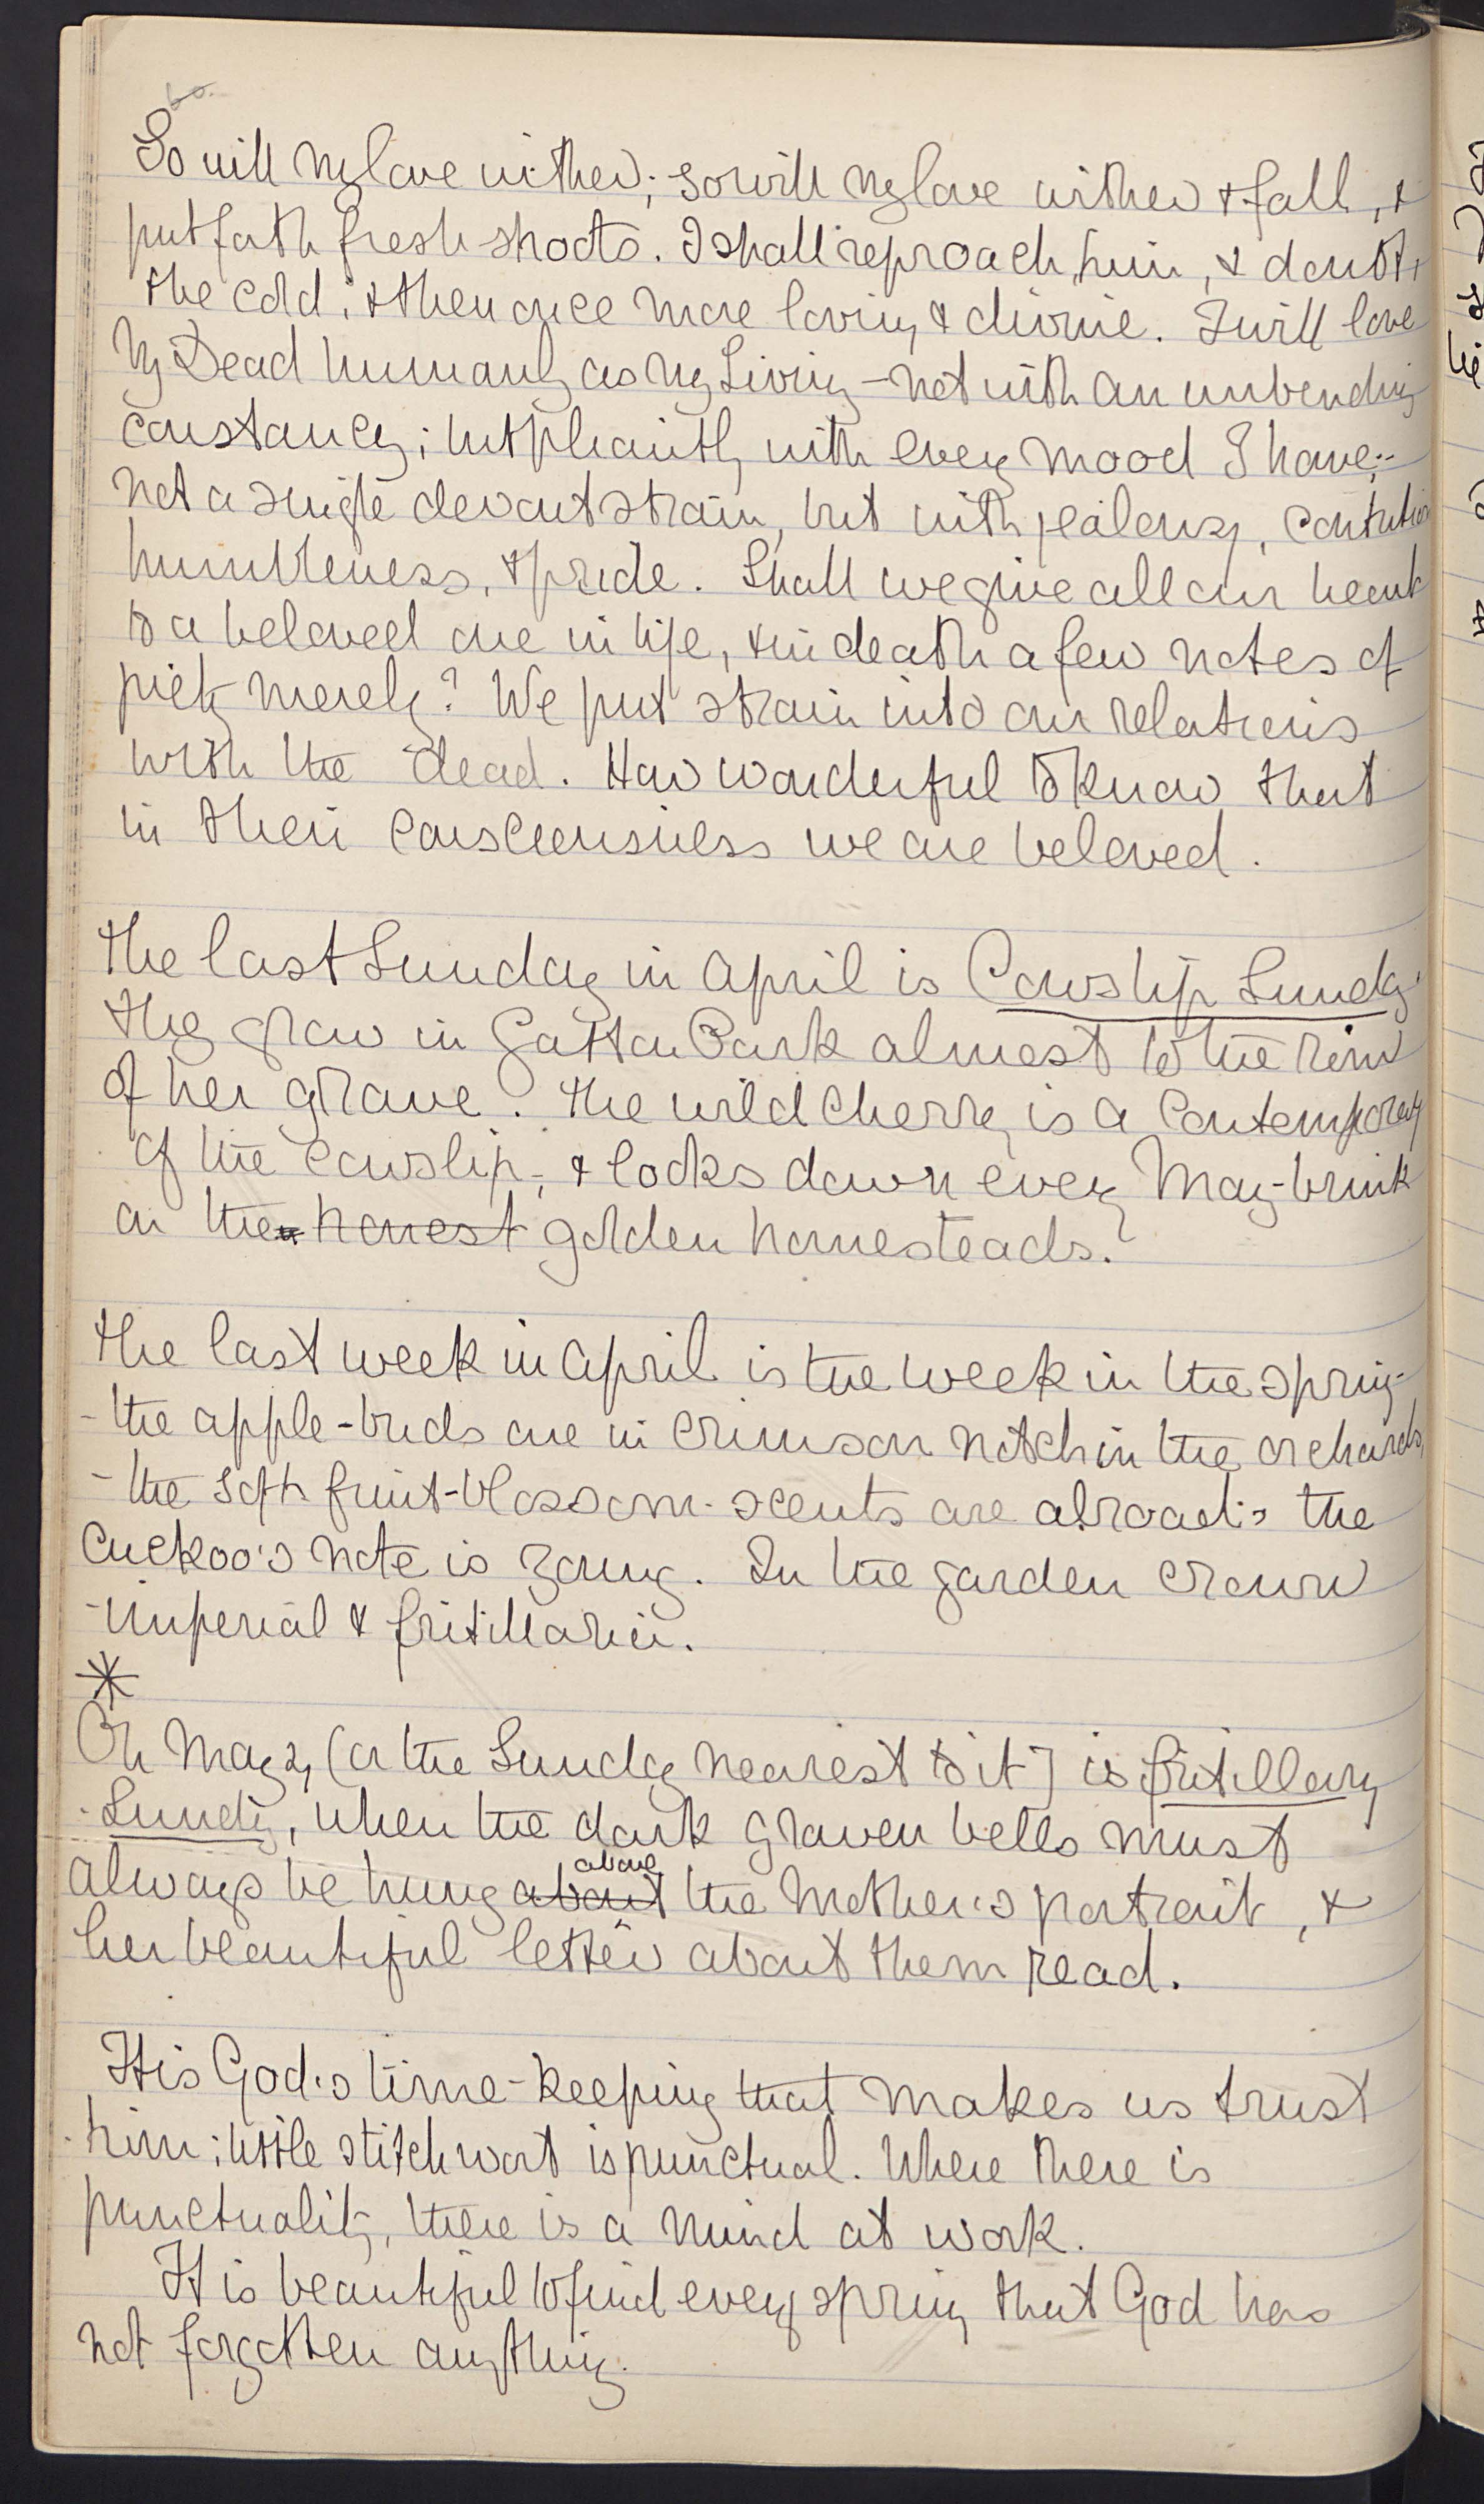 60.
So will my love wither; so will my love wither & fall, &
put forth fresh shoots. I shall reproach him, & doubt,
the cold; & then once more loving & divine. I will love
my Dead humanly as my Living – not with an unbending
constancy; but pliantly, with every mood I have;-
not a single devout strain, but with jealousy, contrition
humbleness, & pride. Shall we give all our heart
to a beloved one in life, & in death a few notes of
piety merely? We put strain into our relations
with the dead. How wonderful to know that
in their consciousness we are beloved.
The last Sunday in April is Cowslip Sunday.
They grow in Gatton Park almost to the rim
of her grave. The wild cherry is a contemporary
of the cowslip, & looks down every May-brink
on the honest golden homesteads.
The last week in April is the week in the spring-
- the apple-buds are in crimson notch in the orchards,
- the soft fruit-blossom-scents are abroad: the
cuckoo's note is young. In the garden crown
-imperial & fritillaries.
*
On May 2, (or the Sunday nearest to it) is fritillary
Sunday, when the dark graven bells must
above
always be hung about the Mother's portrait, &
her beautiful letter about them read.
It is God's time-keeping that makes us trust
him; little stitchwort is punctual. Where there is
punctuality, there is a mind at work.
It is beautiful to find every spring that God has
not forgotten anything.